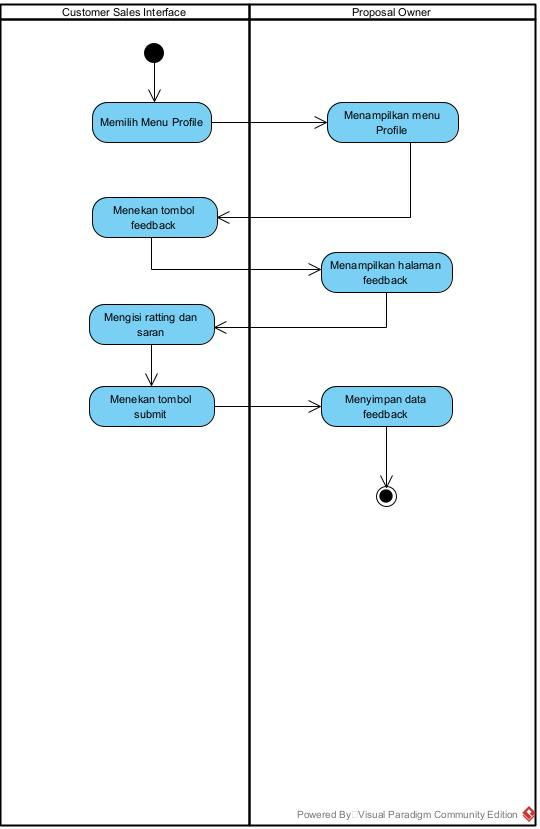 Customer Sales Interface
Proposal Owner
Memilih Menu Profile
Menampilkan menu
Profile
Menekan tombol
feedback
Menampilkan halaman
feedback
Mengisi ratting dan
saran
Menekan tombol
submit
Menyimpan data
feedback
Powered By Visual Paradigm Community Edition